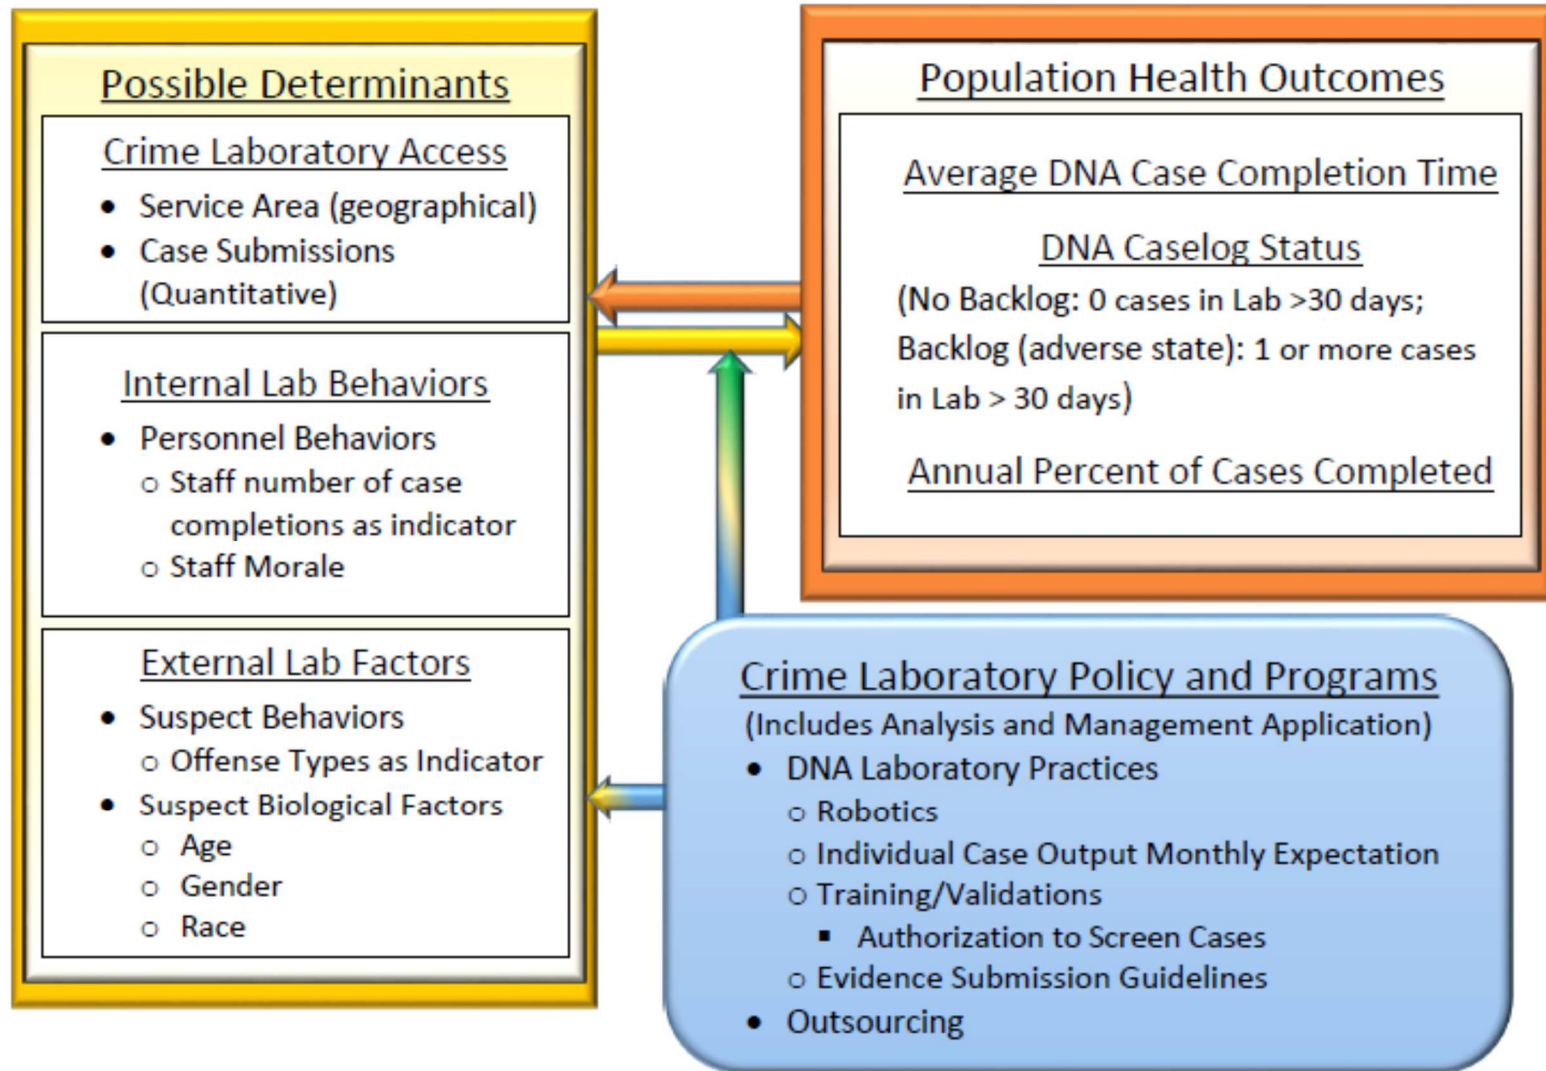 Possible Determinants
Crime Laboratory Access
• Service Area (geographical)
• Case Submissions
(Quantitative)
Internal Lab Behaviors
• Personnel Behaviors
○ Staff number of case
completions as indicator
○ Staff Morale
External Lab Factors
• Suspect Behaviors
○ Offense Types as Indicator
• Suspect Biological Factors
○ Age
○ Gender
○ Race
Population Health Outcomes
Average DNA Case Completion Time
DNA Caselog Status
(No Backlog: 0 cases in Lab >30 days;
Backlog (adverse state): 1 or more cases
in Lab > 30 days)
Annual Percent of Cases Completed
Crime Laboratory Policy and Programs
(Includes Analysis and Management Application)
• DNA Laboratory Practices
○ Robotics
○ Individual Case Output Monthly Expectation
○ Training/Validations
▪ Authorization to Screen Cases
○ Evidence Submission Guidelines
• Outsourcing